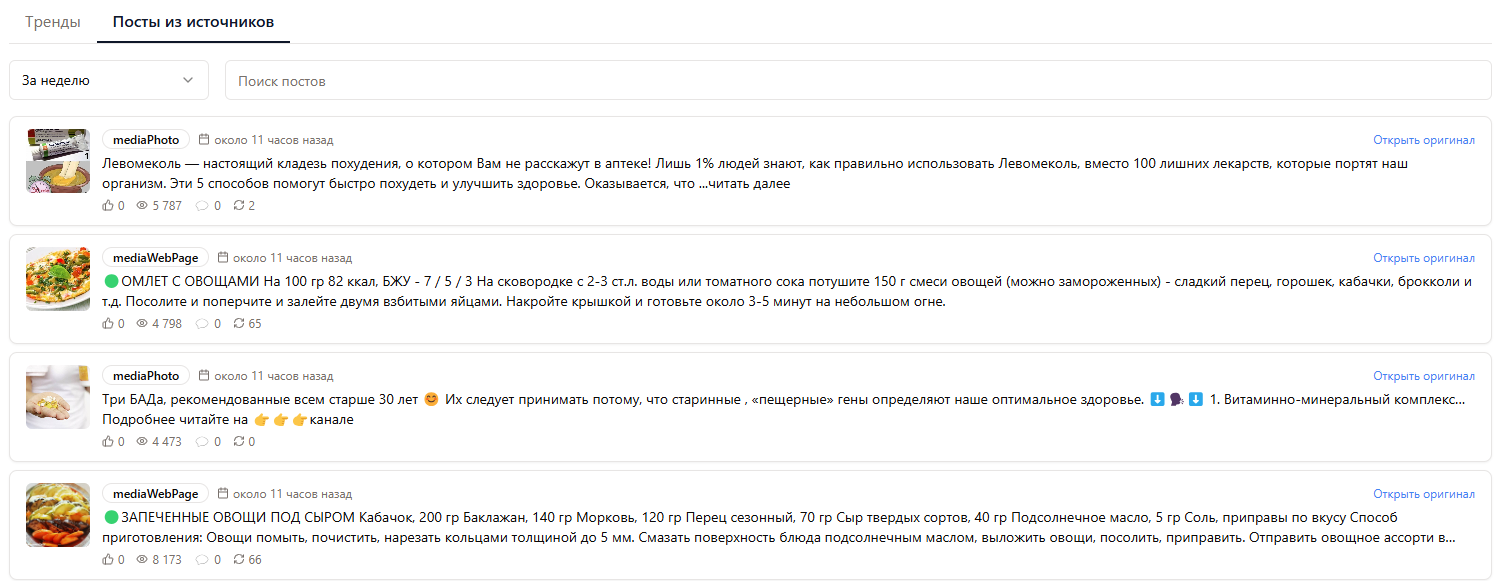 Тренды Посты из источников
За неделю Поиск постов
mediaPhoto около 11 часов назад Открыть оригинал
Левомеколь — настоящий кладезь похудения, о котором Вам не расскажут в аптеке! Лишь 1% людей знают, как правильно использовать Левомеколь, вместо 100 лишних лекарств, которые портят наш
организм. Эти 5 способов помогут быстро похудеть и улучшить здоровье. Оказывается, что ...читать далее
0 5 787 0 2
mediaWebPage около 11 часов назад Открыть оригинал
🟢ОМЛЕТ С ОВОЩАМИ На 100 гр 82 ккал, БЖУ - 7 / 5 / 3 На сковородке с 2-3 ст.л. воды или томатного сока потушите 150 г смеси овощей (можно замороженных) - сладкий перец, горошек, кабачки, брокколи и
т.д. Посолите и поперчите и залейте двумя взбитыми яйцами. Накройте крышкой и готовьте около 3-5 минут на небольшом огне.
0 4 798 0 65
mediaPhoto около 11 часов назад Открыть оригинал
Три БАДа, рекомендованные всем старше 30 лет 😊 Их следует принимать потому, что старинные , «пещерные» гены определяют наше оптимальное здоровье. ⬇️🗣⬇️ 1. Витаминно-минеральный комплекс...
Подробнее читайте на 👉👉👉канале
0 4 473 0 0
mediaWebPage около 11 часов назад Открыть оригинал
🟢ЗАПЕЧЕННЫЕ ОВОЩИ ПОД СЫРОМ Кабачок, 200 гр Баклажан, 140 гр Морковь, 120 гр Перец сезонный, 70 гр Сыр твердых сортов, 40 гр Подсолнечное масло, 5 гр Соль, приправы по вкусу Способ
приготовления: Овощи помыть, почистить, нарезать кольцами толщиной до 5 мм. Смазать поверхность блюда подсолнечным маслом, выложить овощи, посолить, приправить. Отправить овощное ассорти в...
0 8 173 0 66